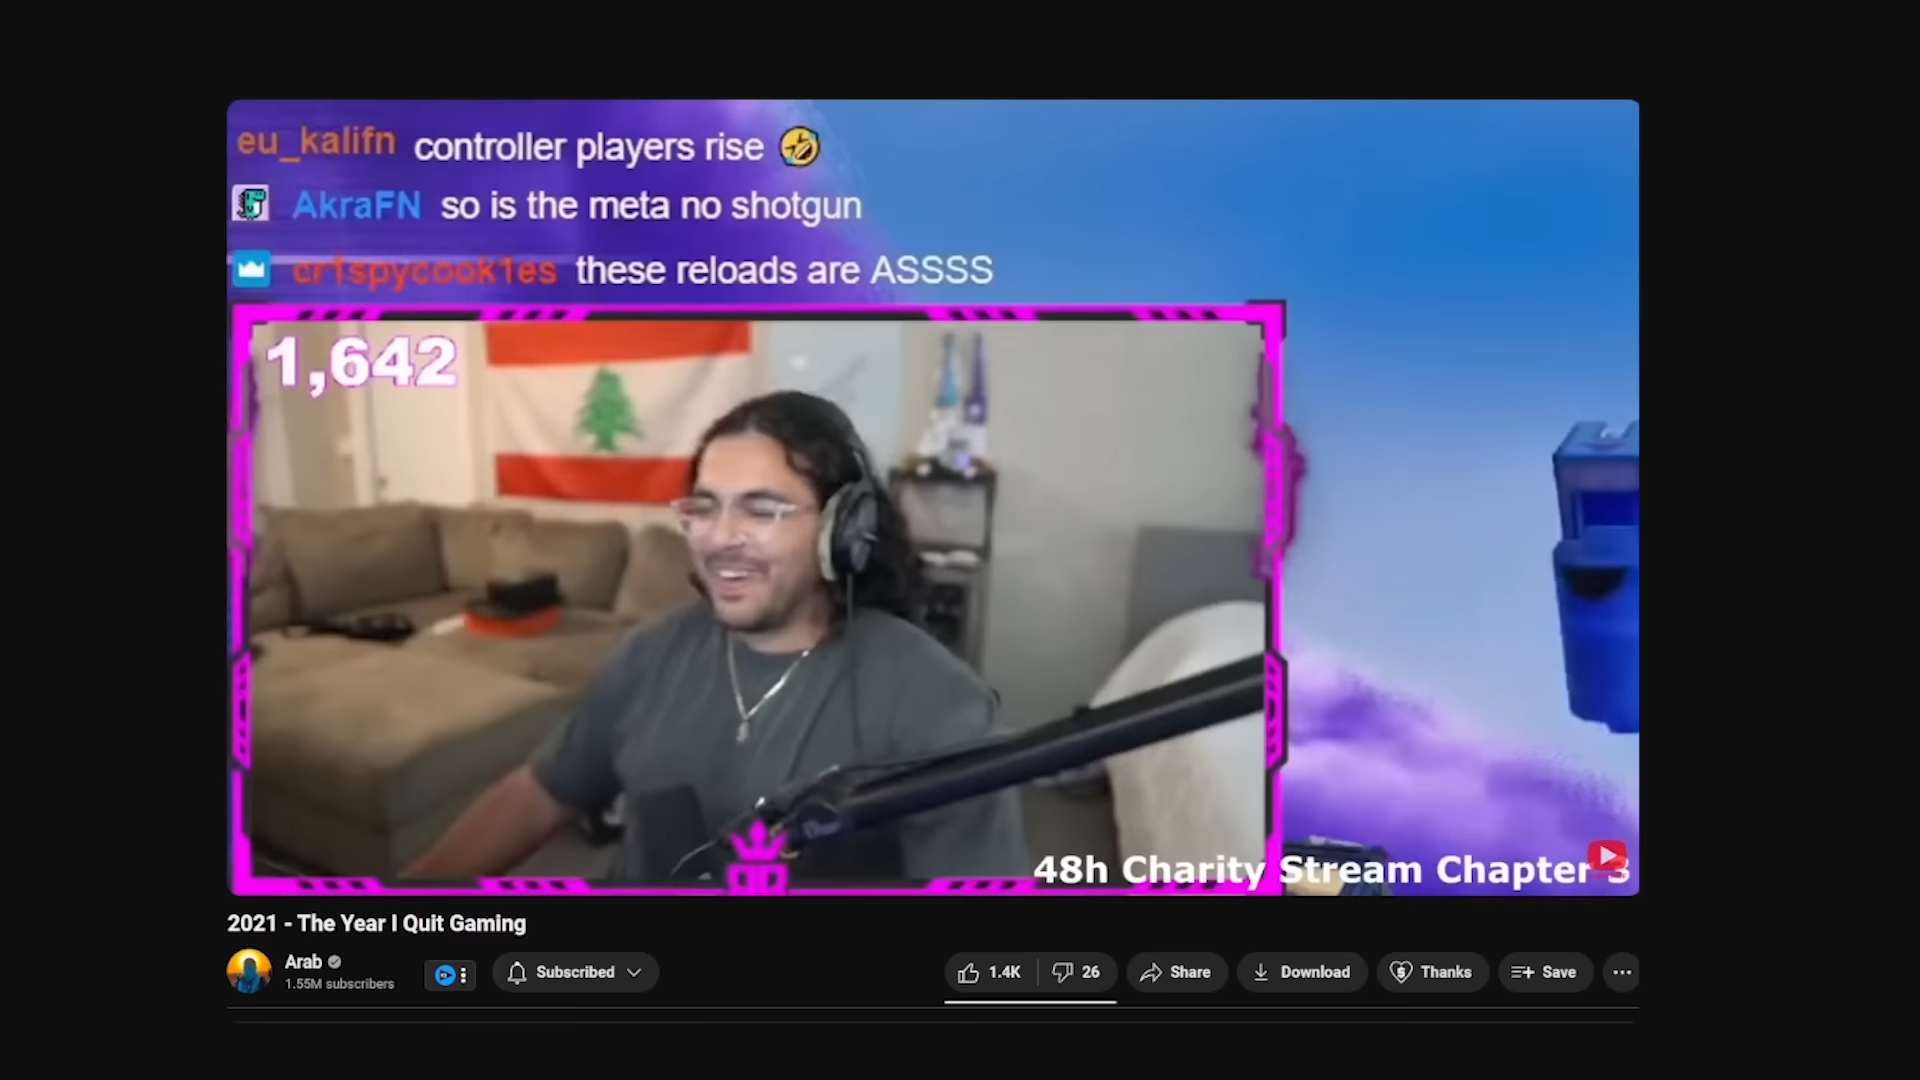 eu_kalifn controller players rise
AkraFN so is the meta no shotgun
cr1spycook1es these reloads are ASSSS
1,642
48h Charity Stream Chapter 3
2021 - The Year I Quit Gaming
Arab
1.55M subscribers
Subscribed
1.4K
26
Share
Download
Thanks
Save